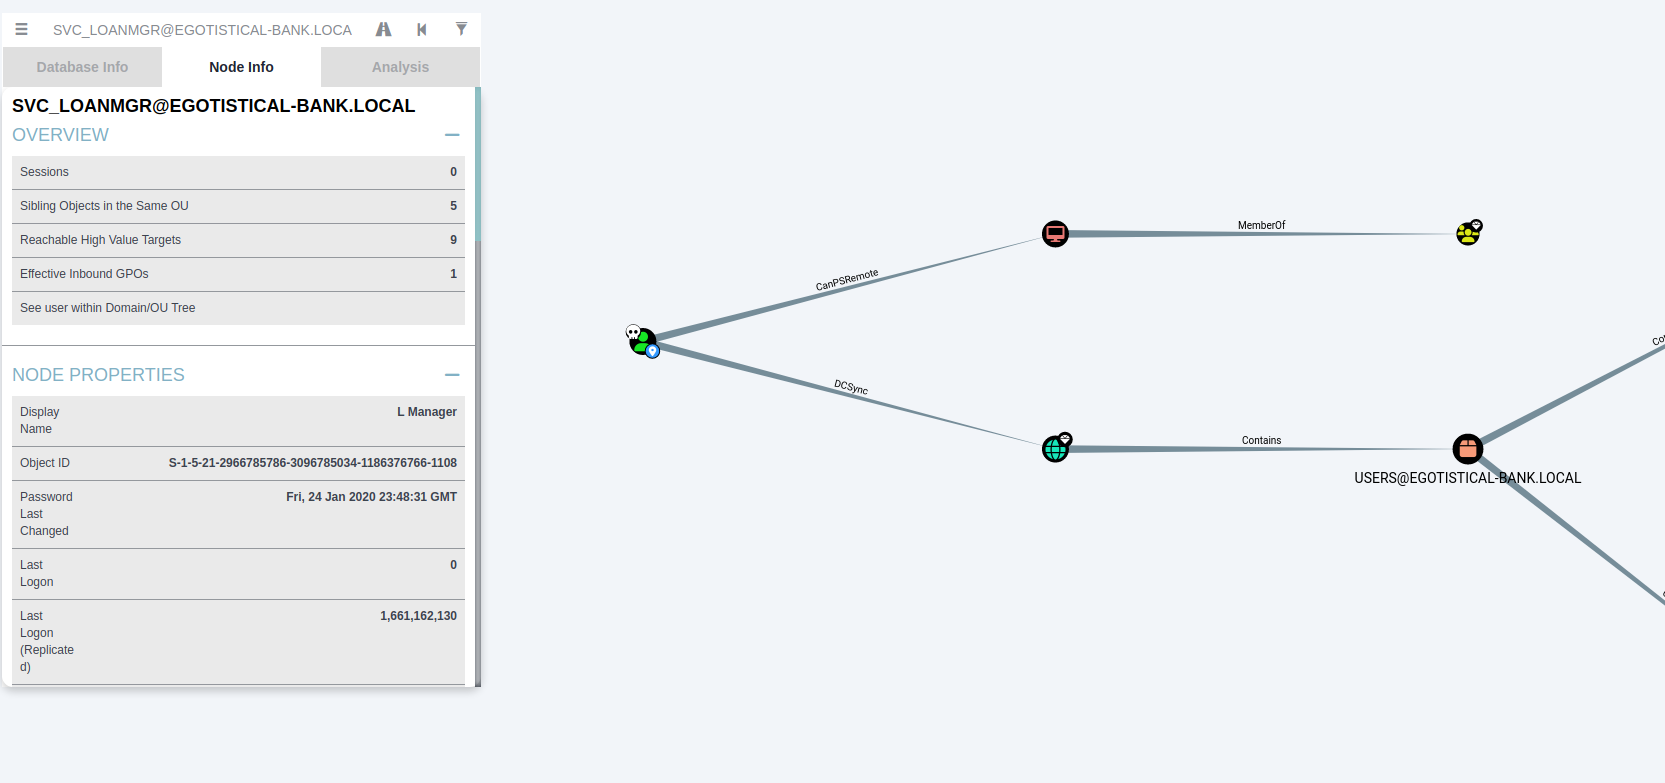 SVC_LOANMGR@EGOTISTICAL-BANK.LOCA
Database Info
Node Info
Analysis
SVC_LOANMGR@EGOTISTICAL-BANK.LOCAL
OVERVIEW
Sessions 0
Sibling Objects in the Same OU 5
Reachable High Value Targets 9
Effective Inbound GPOs 1
See user within Domain/OU Tree
NODE PROPERTIES
Display L Manager
Name
Object ID S-1-5-21-2966785786-3096785034-1186376766-1108
Password Fri, 24 Jan 2020 23:48:31 GMT
Last
Changed
Last 0
Logon
Last 1,661,162,130
Logon
(Replicate
d)
MemberOf
CanPSRemote
DCSync
Contains
USERS@EGOTISTICAL-BANK.LOCAL